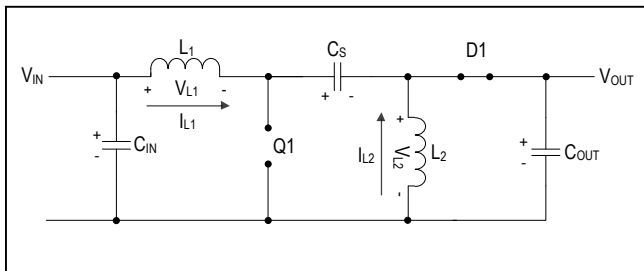 L1
CS
D1
VIN
VOUT
+ VL1 -
+ -
IL1
+
-
CIN
Q1
IL2
+
VL2
-
L2
+
-
COUT